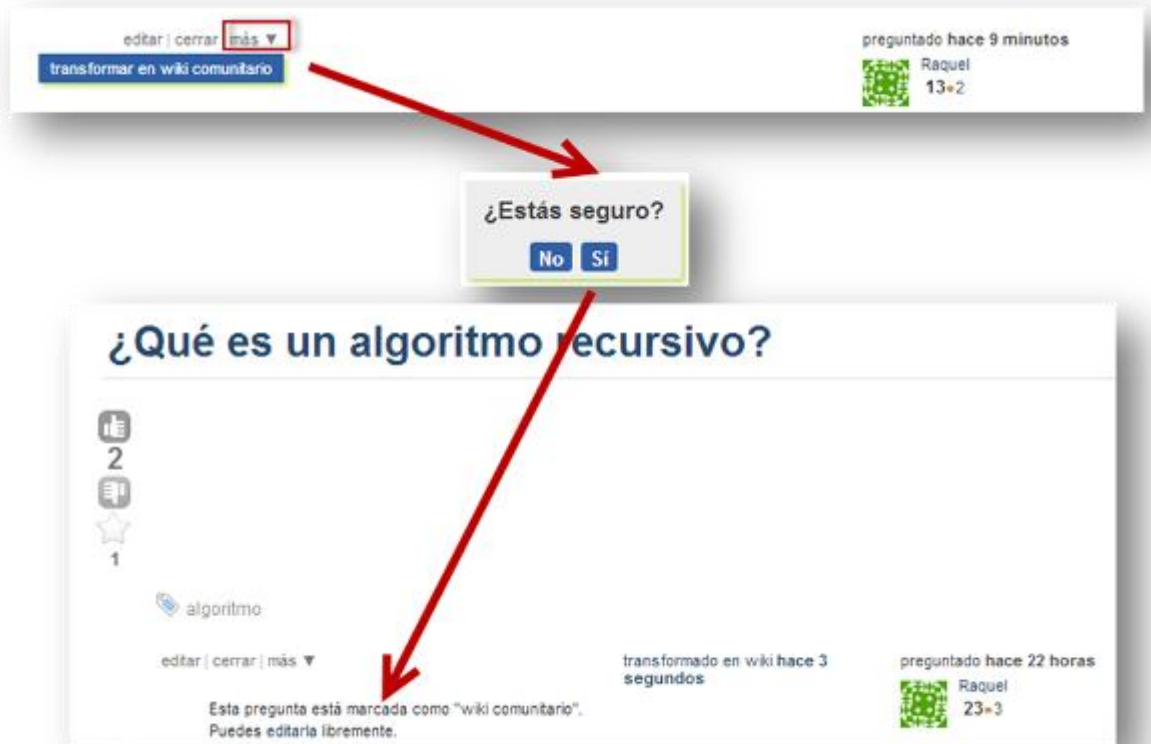 editar | cerrar | más ▼
transformar en wiki comunitario
preguntado hace 9 minutos
Raquel
13●2
¿Estás seguro?
No Sí
¿Qué es un algoritmo recursivo?
2
1
algoritmo
editar | cerrar | más ▼
transformado en wiki hace 3
segundos
preguntado hace 22 horas
Raquel
23●3
Esta pregunta está marcada como "wiki comunitario".
Puedes editarla libremente.